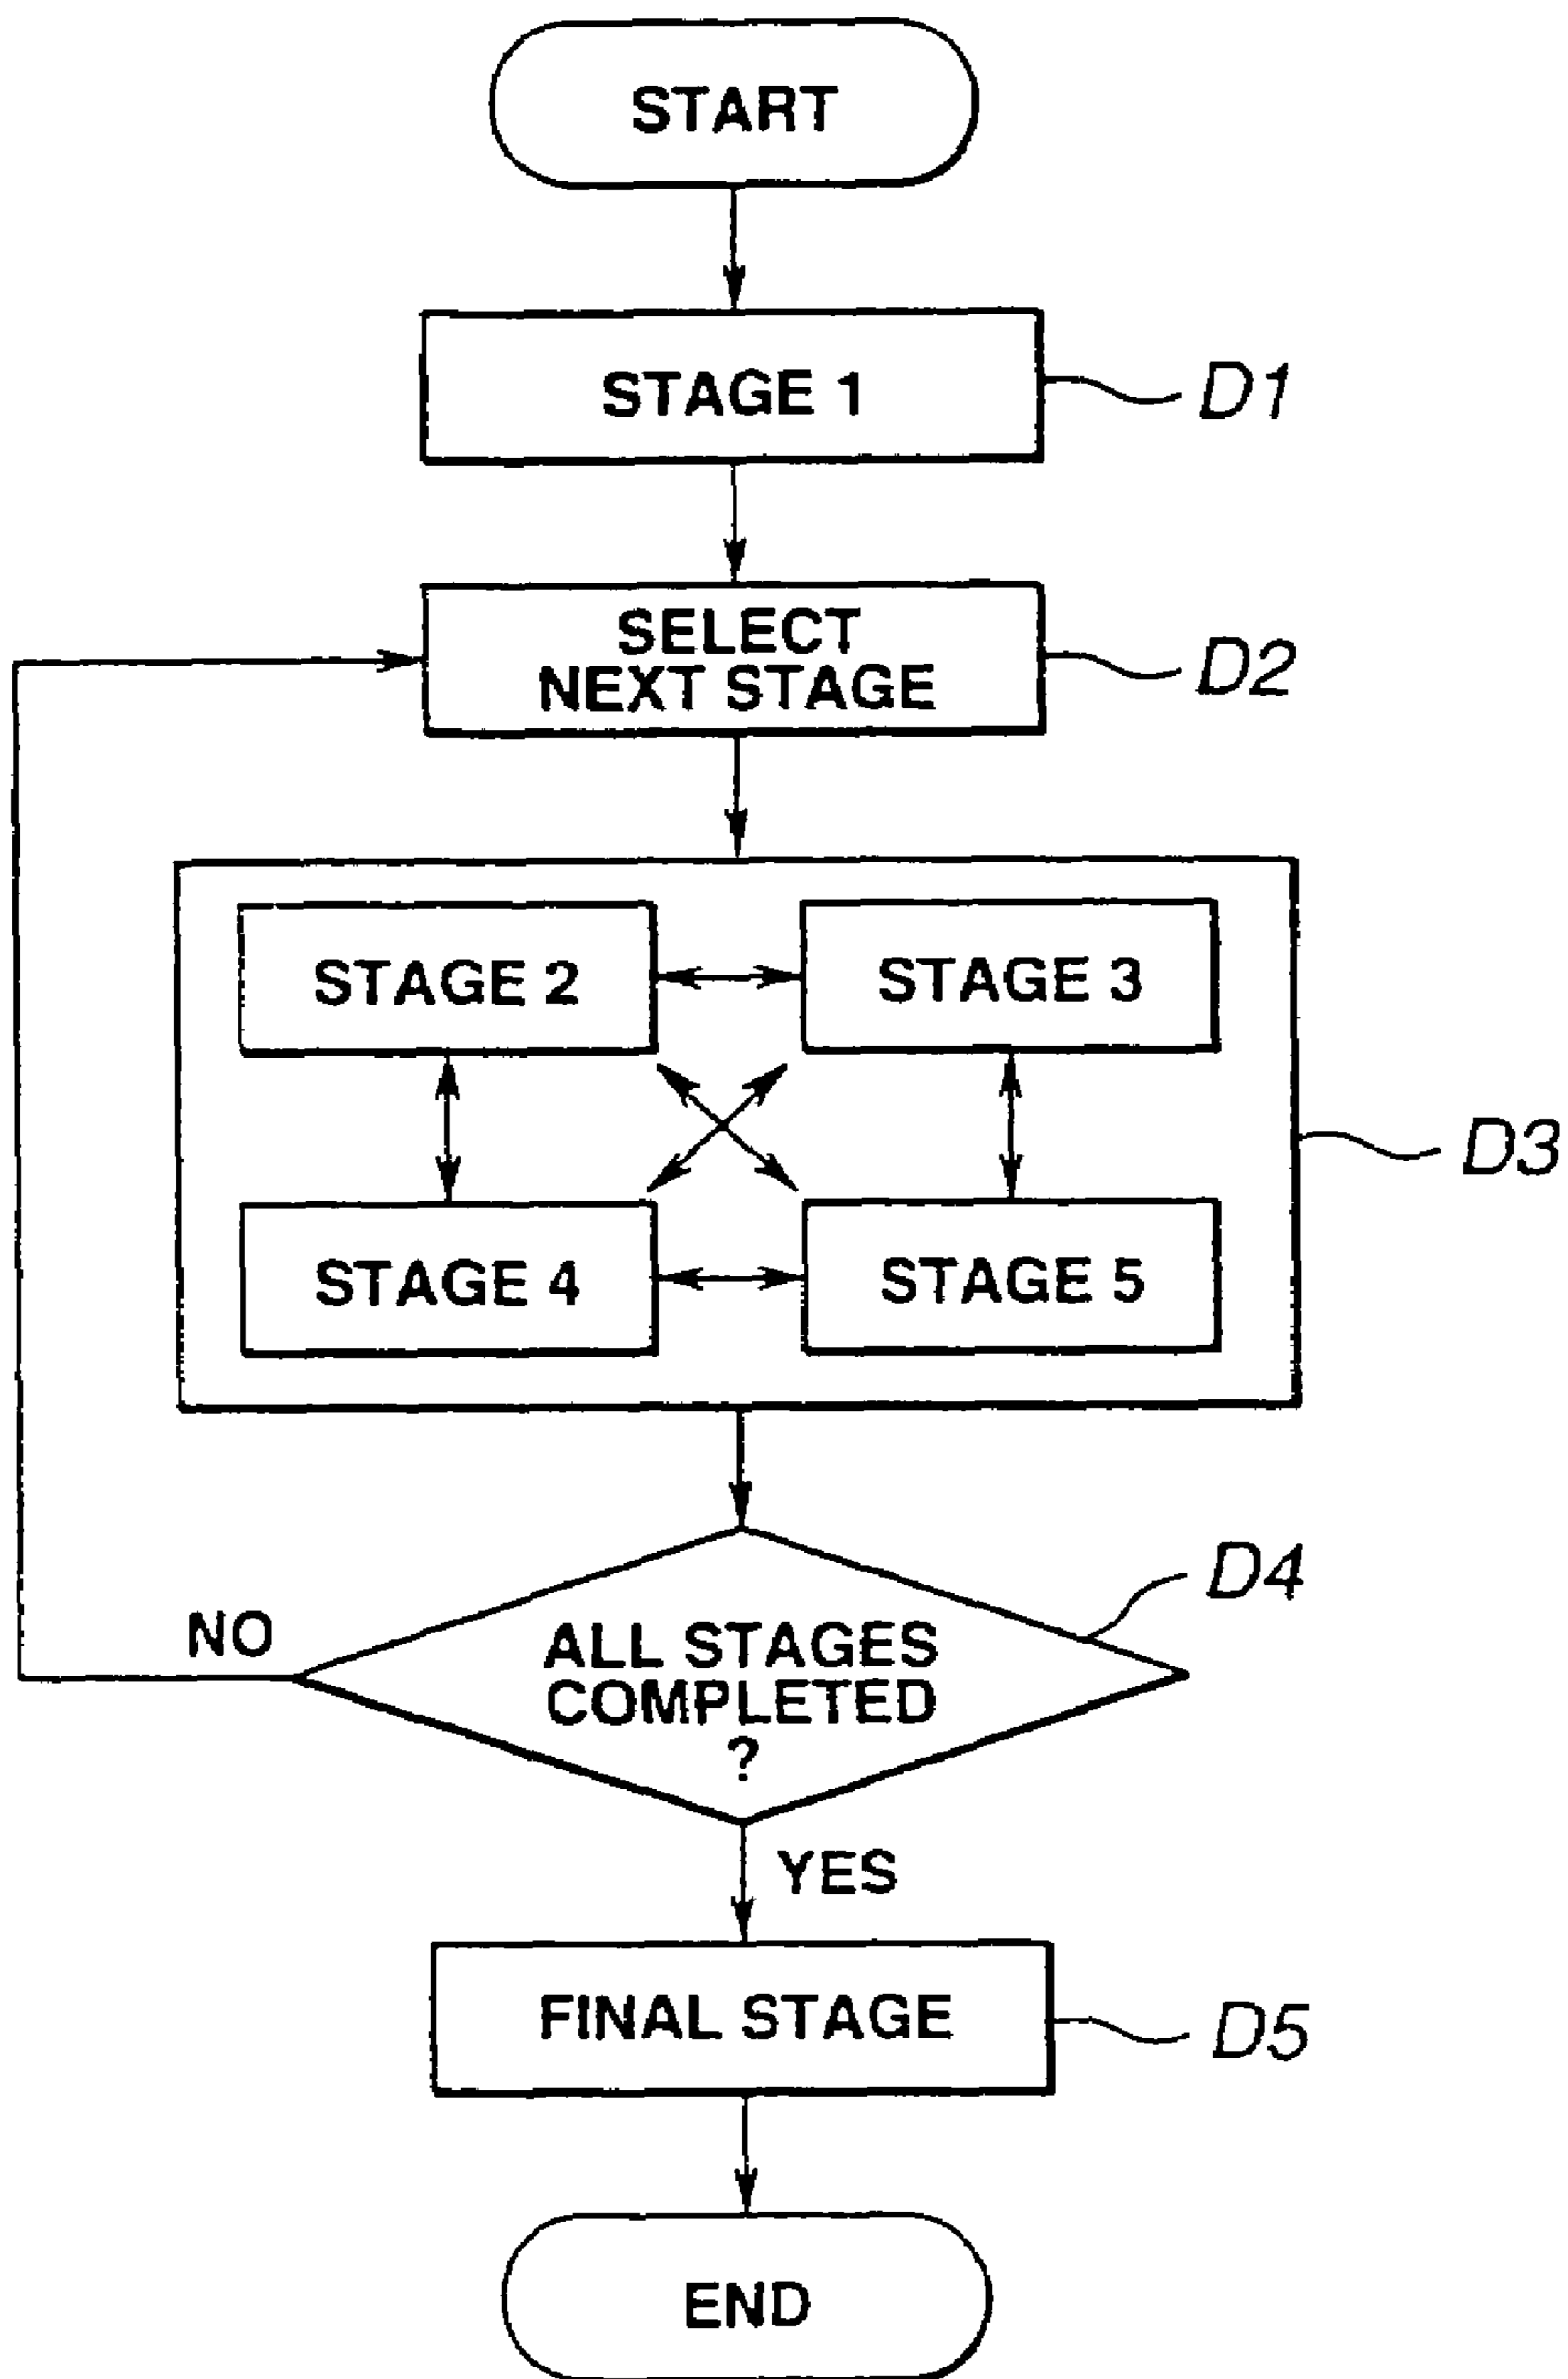 START
STAGE 1
D1
SELECT
NEXT STAGE
D2
STAGE 2
STAGE 3
D3
STAGE 4
STAGE 5
D4
NO
ALL STAGES
COMPLETED
?
YES
FINAL STAGE
D5
END